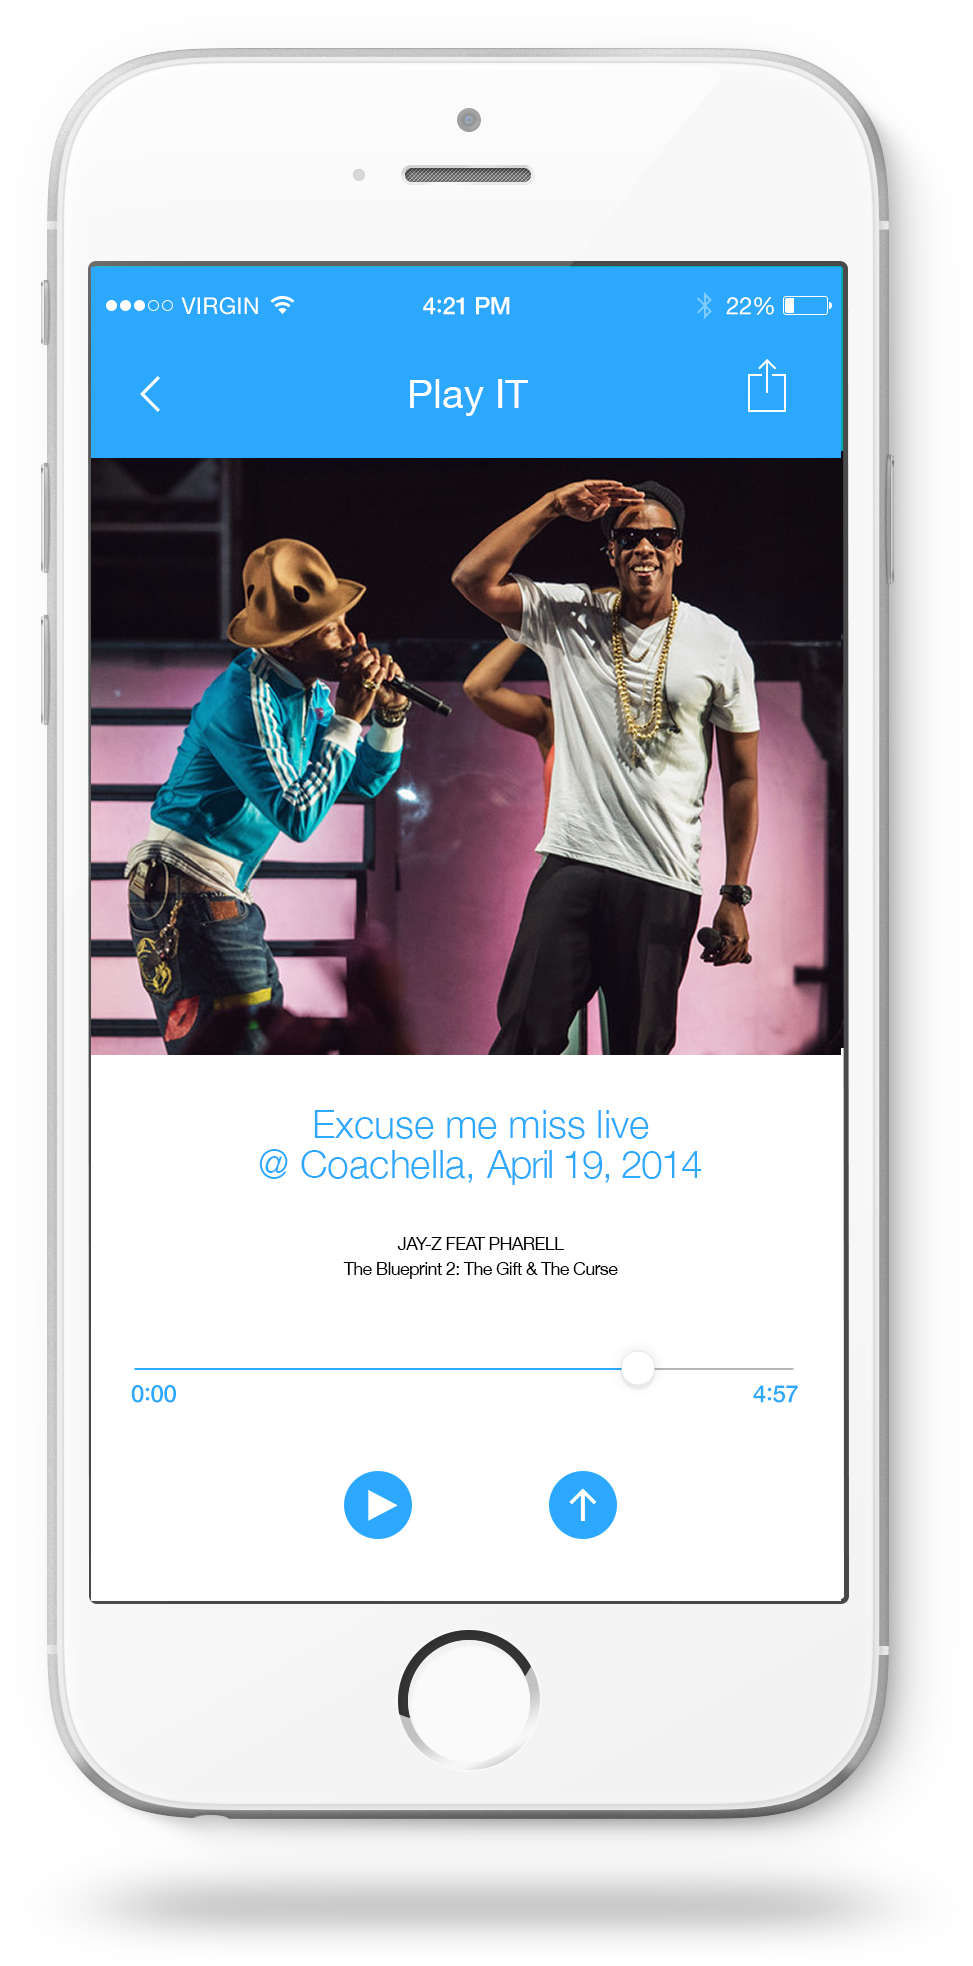 VIRGIN 4:21 PM 22%
Play IT
Excuse me miss live
@ Coachella, April 19, 2014
JAY-Z FEAT PHARELL
The Blueprint 2: The Gift & The Curse
0:00 4:57